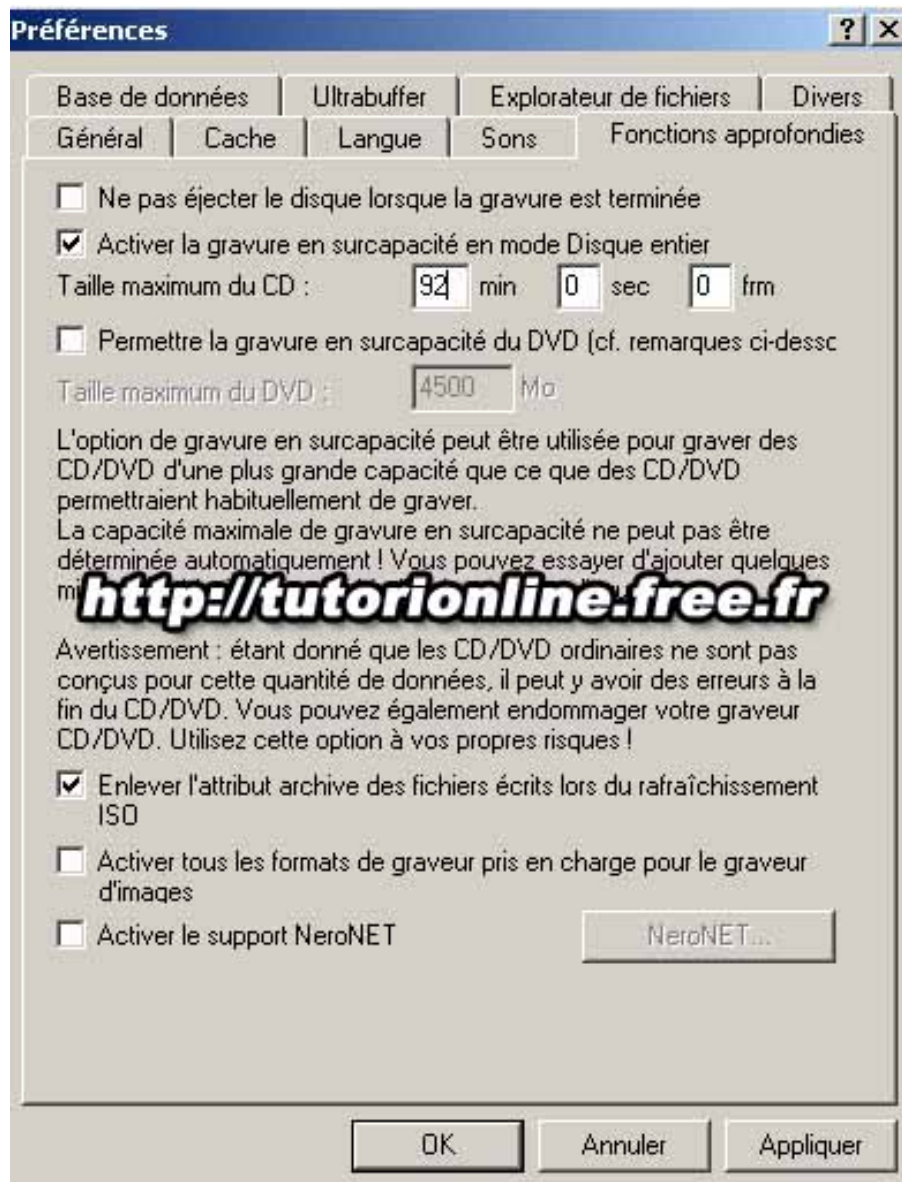 Préférences
Base de données
Ultrabuffer
Explorateur de fichiers
Divers
Général
Cache
Langue
Sons
Fonctions approfondies
Ne pas éjecter le disque lorsque la gravure est terminée
Activer la gravure en surcapacité en mode Disque entier
Taille maximum du CD : 92 min 0 sec 0 frm
Permettre la gravure en surcapacité du DVD (cf. remarques ci-desso
Taille maximum du DVD : 4500 Mo
L'option de gravure en surcapacité peut être utilisée pour graver des
CD/DVD d'une plus grande capacité que ce que des CD/DVD
permettraient habituellement de graver.
La capacité maximale de gravure en surcapacité ne peut pas être
déterminée automatiquement ! Vous pouvez essayer d'ajouter quelques
http://tutorionline.free.fr
Avertissement : étant donné que les CD/DVD ordinaires ne sont pas
conçus pour cette quantité de données, il peut y avoir des erreurs à la
fin du CD/DVD. Vous pouvez également endommager votre graveur
CD/DVD. Utilisez cette option à vos propres risques !
Enlever l'attribut archive des fichiers écrits lors du rafraîchissement
ISO
Activer tous les formats de graveur pris en charge pour le graveur
d'images
Activer le support NeroNET
NeroNET...
OK
Annuler
Appliquer